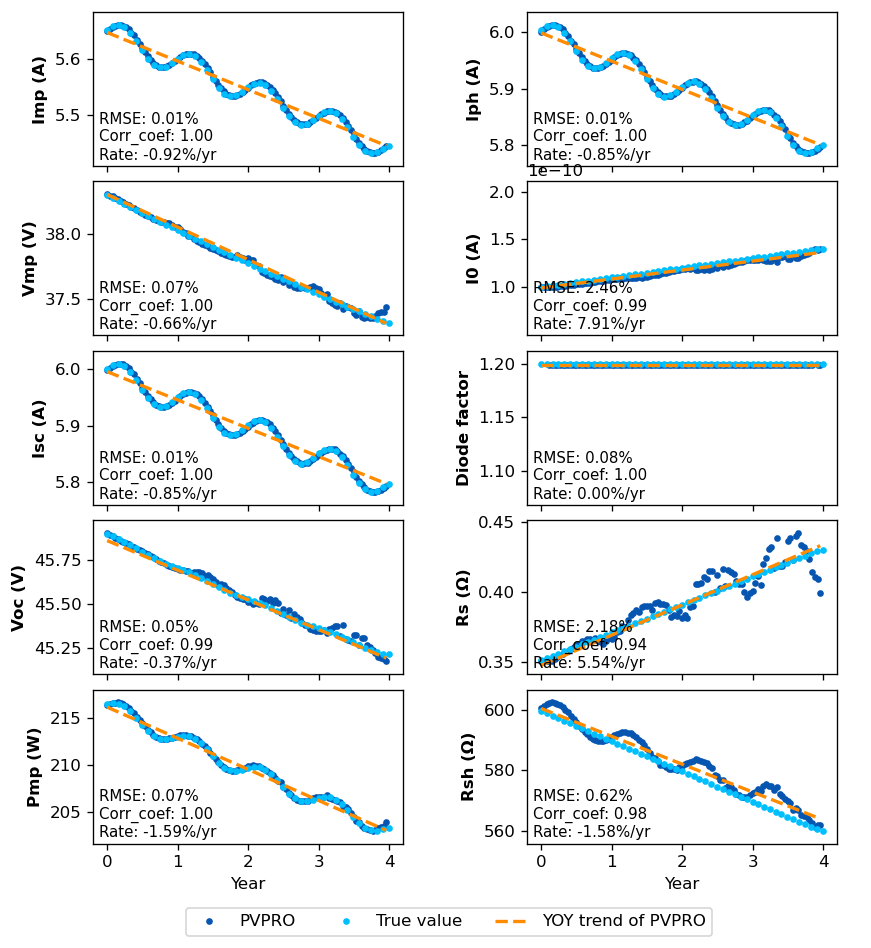 5.6
5.5
Imp (A)
RMSE: 0.01%
Corr_coef: 1.00
Rate: -0.92%/yr
6.0
5.9
5.8
Iph (A)
RMSE: 0.01%
Corr_coef: 1.00
Rate: -0.85%/yr
38.0
37.5
Vmp (V)
RMSE: 0.07%
Corr_coef: 1.00
Rate: -0.66%/yr
1e−10
2.0
1.5
1.0
I0 (A)
RMSE: 2.46%
Corr_coef: 0.99
Rate: 7.91%/yr
6.0
5.9
5.8
Isc (A)
RMSE: 0.01%
Corr_coef: 1.00
Rate: -0.85%/yr
1.20
1.15
1.10
Diode factor
RMSE: 0.08%
Corr_coef: 1.00
Rate: 0.00%/yr
45.75
45.50
45.25
Voc (V)
RMSE: 0.05%
Corr_coef: 0.99
Rate: -0.37%/yr
0.45
0.40
0.35
Rs (Ω)
RMSE: 2.18%
Corr_coef: 0.94
Rate: 5.54%/yr
215
210
205
Pmp (W)
RMSE: 0.07%
Corr_coef: 1.00
Rate: -1.59%/yr
0 1 2 3 4
Year
600
580
560
Rsh (Ω)
RMSE: 0.62%
Corr_coef: 0.98
Rate: -1.58%/yr
0 1 2 3 4
Year
PVPRO True value YOY trend of PVPRO